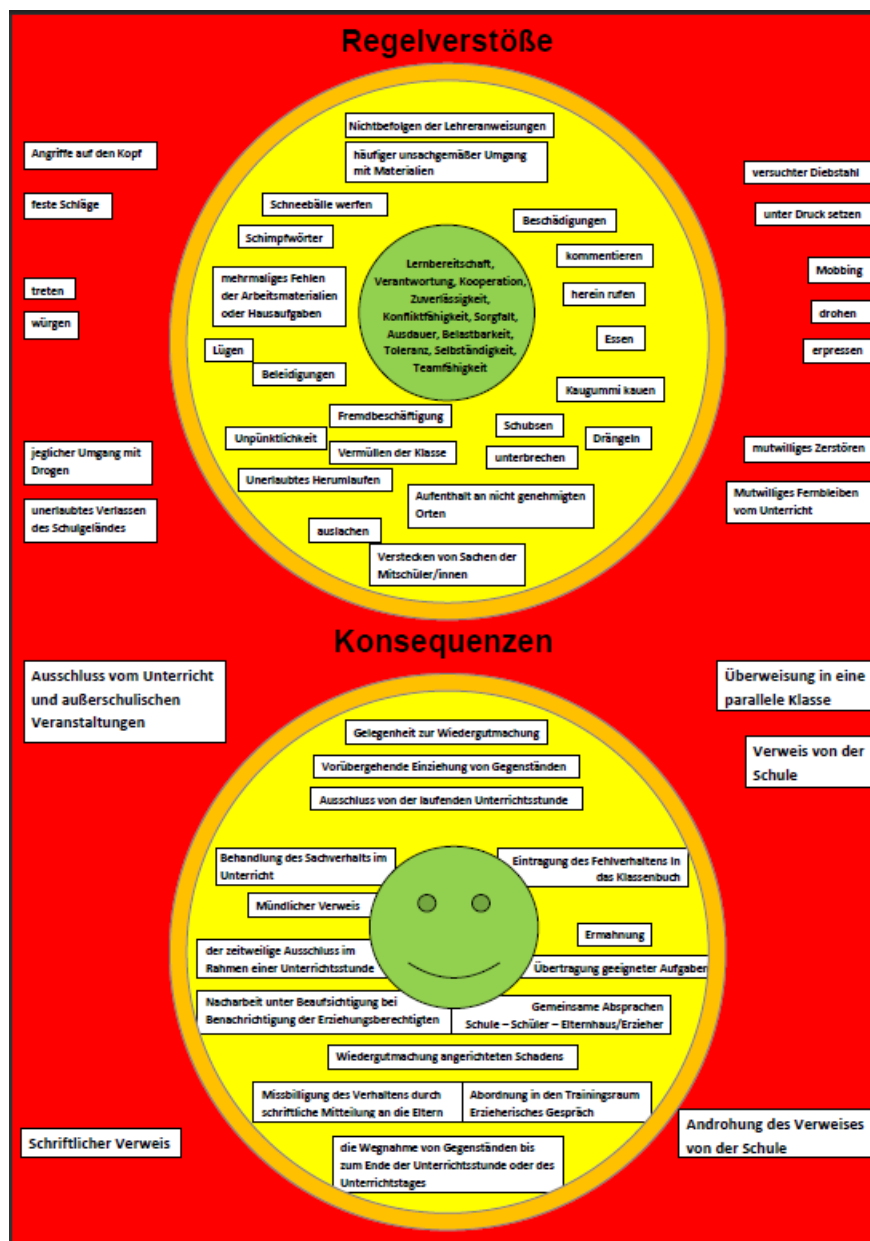 Regelverstöße
Nichtbefolgen der Lehreranweisungen
häufiger unsachgemäßer Umgang
mit Materialien
Angriffe auf den Kopf
feste Schläge
treten
würgen
jeglicher Umgang mit
Drogen
unerlaubtes Verlassen
des Schulgeländes
Schneebälle werfen
Schimpfwörter
mehrmaliges Fehlen
der Arbeitsmaterialien
oder Hausaufgaben
Lügen
Beleidigungen
Lernbereitschaft,
Verantwortung, Kooperation,
Zuverlässigkeit,
Konfliktfähigkeit, Sorgfalt,
Ausdauer, Belastbarkeit,
Toleranz, Selbständigkeit,
Teamfähigkeit
Beschädigungen
kommentieren
herein rufen
Essen
Kaugummi kauen
Fremdbeschäftigung
Schubsen
Drängeln
Unpünktlichkeit
Vermüllen der Klasse
unterbrechen
Unerlaubtes Herumlaufen
Aufenthalt an nicht genehmigten
Orten
auslachen
Verstecken von Sachen der
Mitschüler/innen
versuchter Diebstahl
unter Druck setzen
Mobbing
drohen
erpressen
mutwilliges Zerstören
Mutwilliges Fernbleiben
vom Unterricht
Konsequenzen
Ausschluss vom Unterricht
und außerschulischen
Veranstaltungen
Überweisung in eine
parallele Klasse
Verweis von der
Schule
Gelegenheit zur Wiedergutmachung
Vorübergehende Einziehung von Gegenständen
Ausschluss von der laufenden Unterrichtsstunde
Behandlung des Sachverhalts im
Unterricht
Eintragung des Fehlverhaltens in
das Klassenbuch
Mündlicher Verweis
Ermahnung
der zeitweilige Ausschluss im
Rahmen einer Unterrichtsstunde
Übertragung geeigneter Aufgaben
Nacharbeit unter Beaufsichtigung bei
Benachrichtigung der Erziehungsberechtigten
Gemeinsame Absprachen
Schule – Schüler – Elternhaus/Erzieher
Wiedergutmachung angerichteten Schadens
Missbilligung des Verhaltens durch
schriftliche Mitteilung an die Eltern
Abordnung in den Trainingsraum
Erzieherisches Gespräch
die Wegnahme von Gegenständen bis
zum Ende der Unterrichtsstunde oder des
Unterrichtstages
Schriftlicher Verweis
Androhung des Verweises
von der Schule